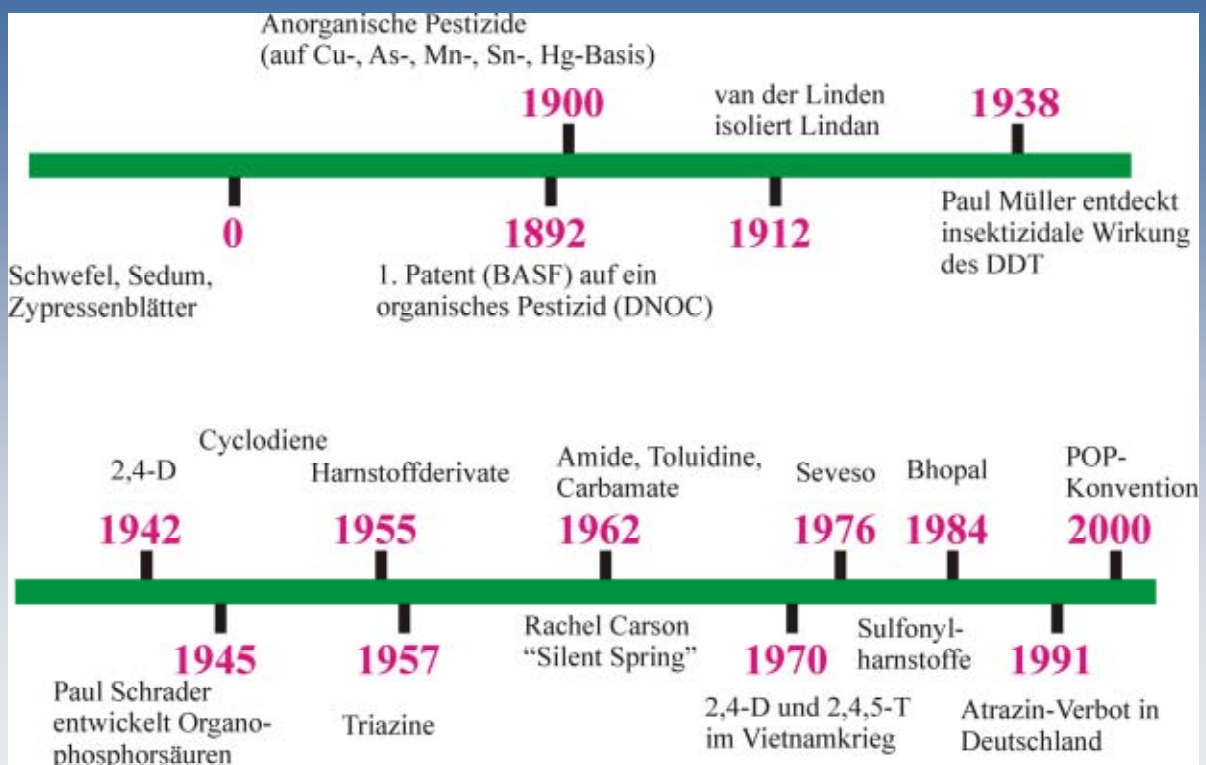 Anorganische Pestizide
(auf Cu-, As-, Mn-, Sn-, Hg-Basis)
1900
van der Linden
isoliert Lindan
1938
0
Schwefel, Sedum,
Zypressenblätter
1892
1. Patent (BASF) auf ein
organisches Pestizid (DNOC)
1912
Paul Müller entdeckt
insektizidale Wirkung
des DDT
2,4-D
1942
Cyclodiene
Harnstoffderivate
1955
Amide, Toluidine,
Carbamate
1962
Seveso
1976
Bhopal
1984
POP-
Konvention
2000
1945
Paul Schrader
entwickelt Organo-
phosphorsäuren
1957
Triazine
Rachel Carson
“Silent Spring”
1970
2,4-D und 2,4,5-T
im Vietnamkrieg
Sulfonyl-
harnstoffe
1991
Atrazin-Verbot in
Deutschland